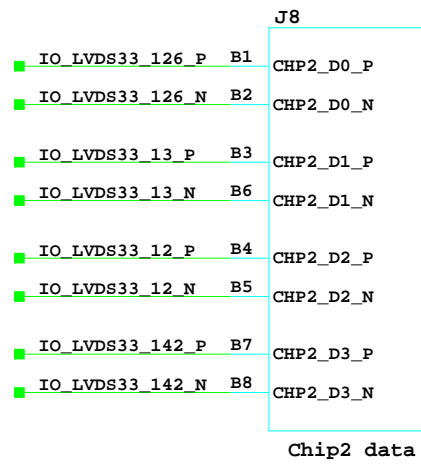 J8
IO_LVDS33_126_P B1 CHP2_D0_P
IO_LVDS33_126_N B2 CHP2_D0_N
IO_LVDS33_13_P B3 CHP2_D1_P
IO_LVDS33_13_N B6 CHP2_D1_N
IO_LVDS33_12_P B4 CHP2_D2_P
IO_LVDS33_12_N B5 CHP2_D2_N
IO_LVDS33_142_P B7 CHP2_D3_P
IO_LVDS33_142_N B8 CHP2_D3_N
Chip2 data